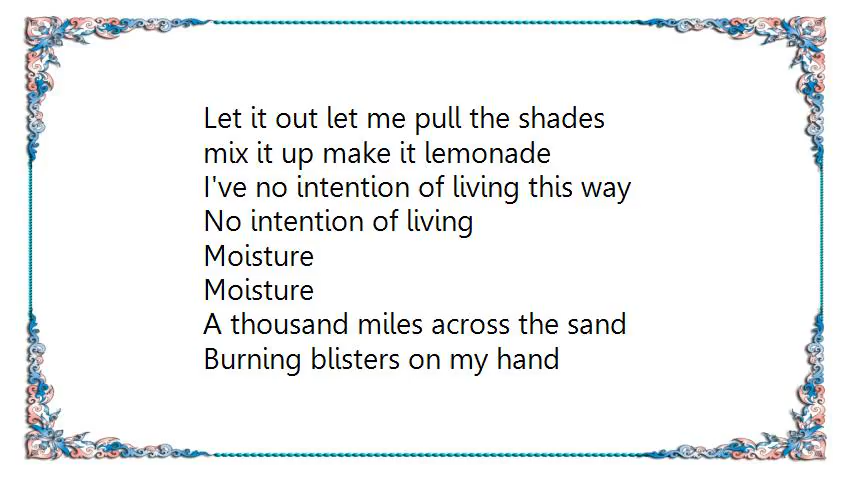 Let it out let me pull the shades
mix it up make it lemonade
I've no intention of living this way
No intention of living
Moisture
Moisture
A thousand miles across the sand
Burning blisters on my hand